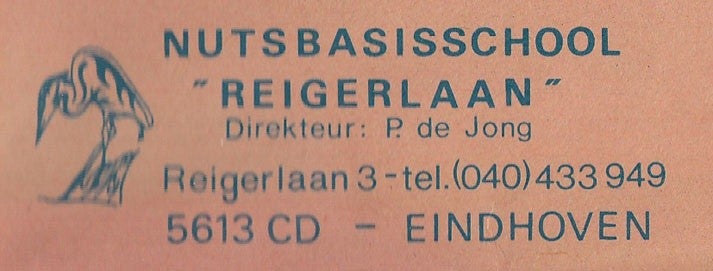 NUTSBASISSCHOOL
"REIGERLAAN"
Direkteur: P. de Jong
Reigerlaan 3-tel.(040)433 949
5613 CD - EINDHOVEN